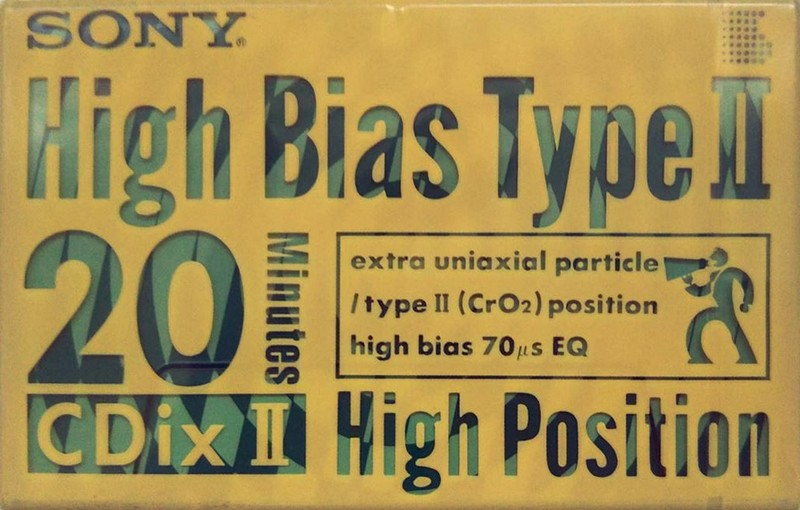 SONY®
High Bias Type II
20 Minutes
extra uniaxial particle
/type II (CrO2) position
high bias 70μs EQ
CDix II
High Position